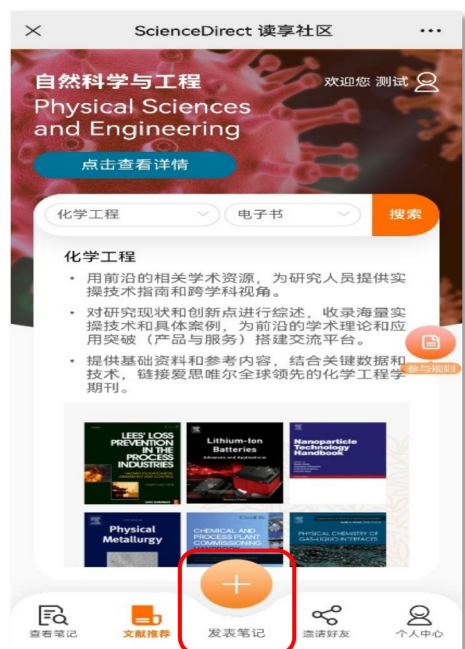 ScienceDirect 读享社区
自然科学与工程
欢迎您 测试
Physical Sciences
and Engineering
点击查看详情
化学工程
电子书
搜索
化学工程
• 用前沿的相关学术资源，为研究人员提供实
操技术指南和跨学科视角。
• 对研究现状和创新点进行综述，收录海量实
操技术和具体案例，为前沿的学术理论和应
用突破（产品与服务）搭建交流平台。
• 提供基础资料和参考内容，结合关键数据和
技术，链接爱思唯尔全球领先的化学工程学
期刊。
参与规则
LEES' LOSS
PREVENTION
IN THE
PROCESS
INDUSTRIES
Lithium-Ion
Batteries
Advances and Applications
Nanoparticle
Technology
Handbook
Physical
Metallurgy
CHEMICAL AND
PROCESS PLANT
COMMISSIONING
HANDBOOK
PHYSICAL CHEMISTRY OF
GAS-LIQUID INTERFACES
查看笔记
文献推荐
发表笔记
邀请好友
个人中心